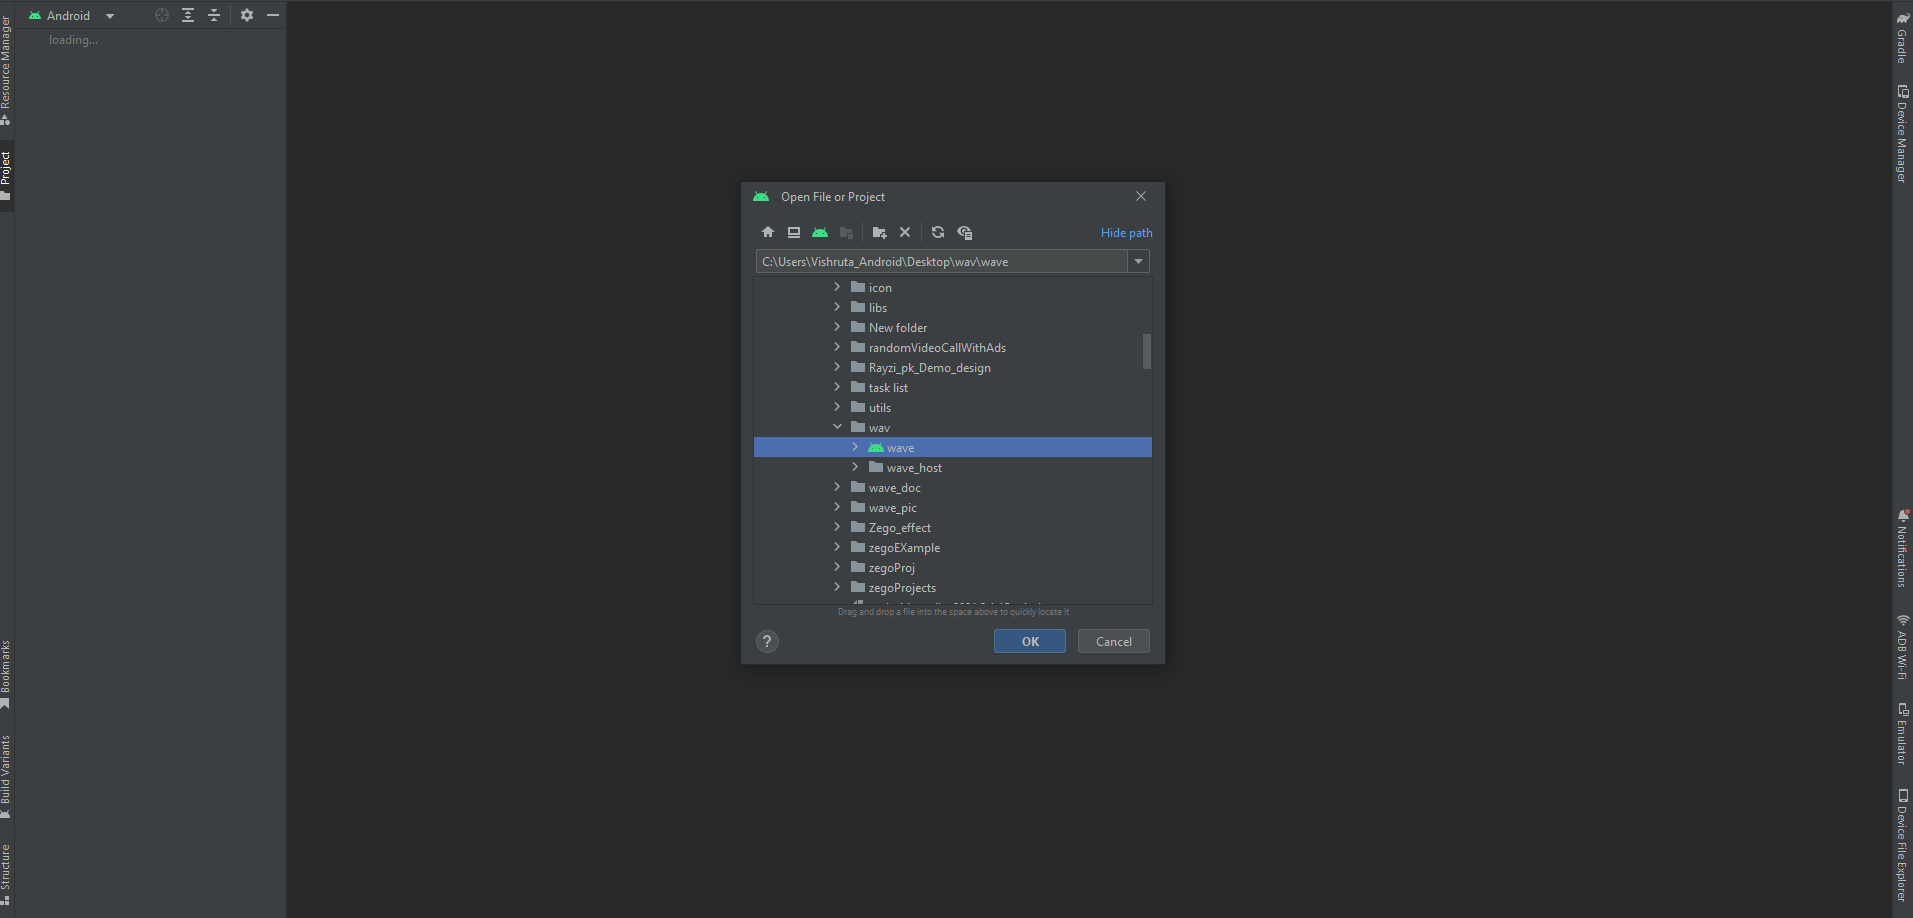 Android
loading...
Resource Manager
Project
Bookmarks
Build Variants
Structure
Open File or Project
Hide path
C:\Users\Vishruta_Android\Desktop\wav\wave
icon
libs
New folder
randomVideoCallWithAds
Rayzi_pk_Demo_design
task list
utils
wav
wave
wave_host
wave_doc
wave_pic
Zego_effect
zegoEXample
zegoProj
zegoProjects
Drag and drop a file into the space above to quickly locate it
?
OK
Cancel
Gradle
Device Manager
Notifications
ADB Wi-Fi
Emulator
Device File Explorer